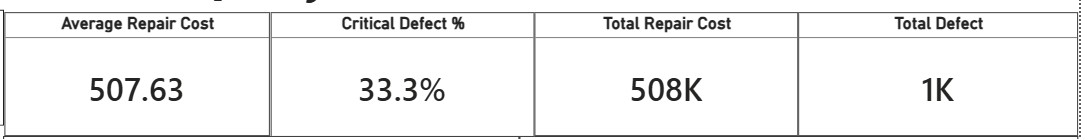 Average Repair Cost
Critical Defect %
Total Repair Cost
Total Defect
507.63
33.3%
508K
1K